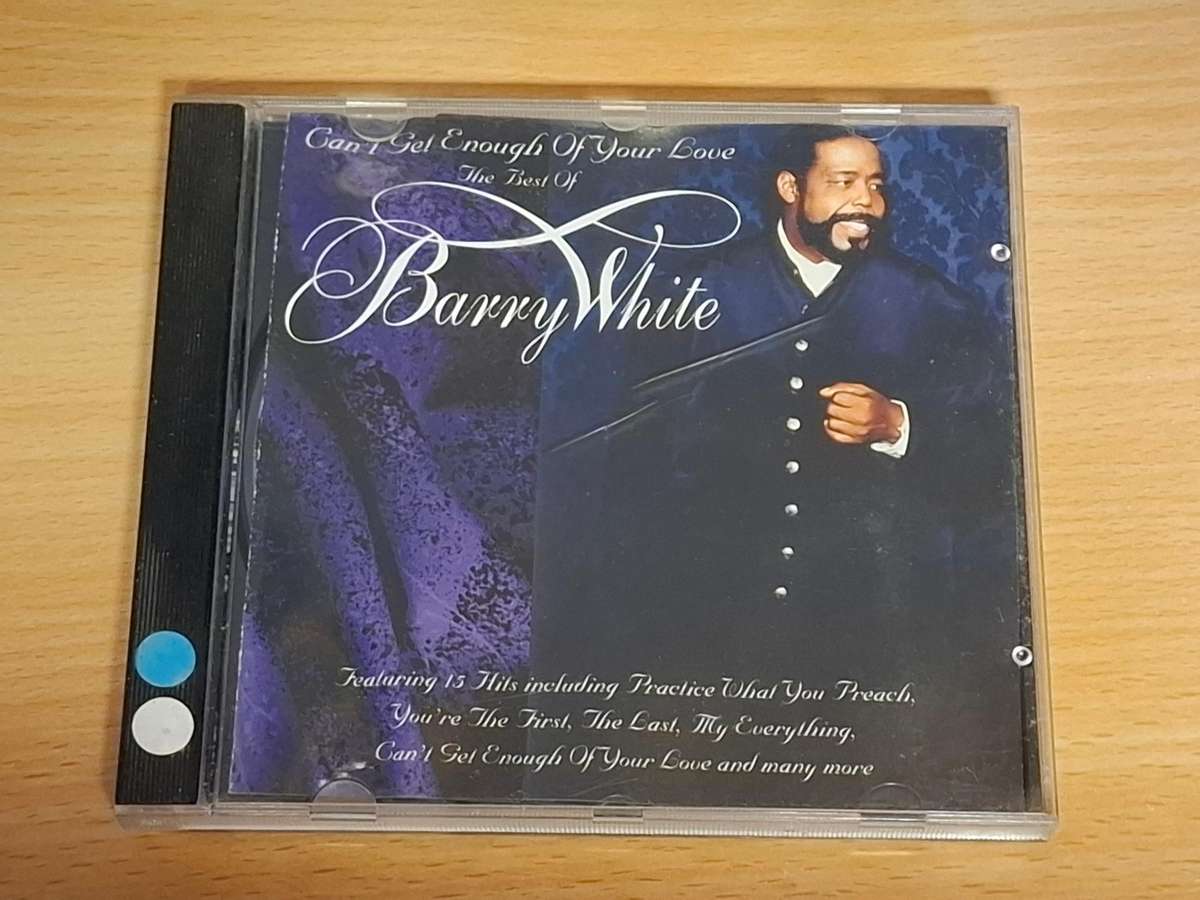 Can't Get Enough Of Your Love
The Best Of
Barry White
Featuring 15 Hits including Practice What You Preach,
You're The First, The Last, My Everything,
Can't Get Enough Of Your Love and many more